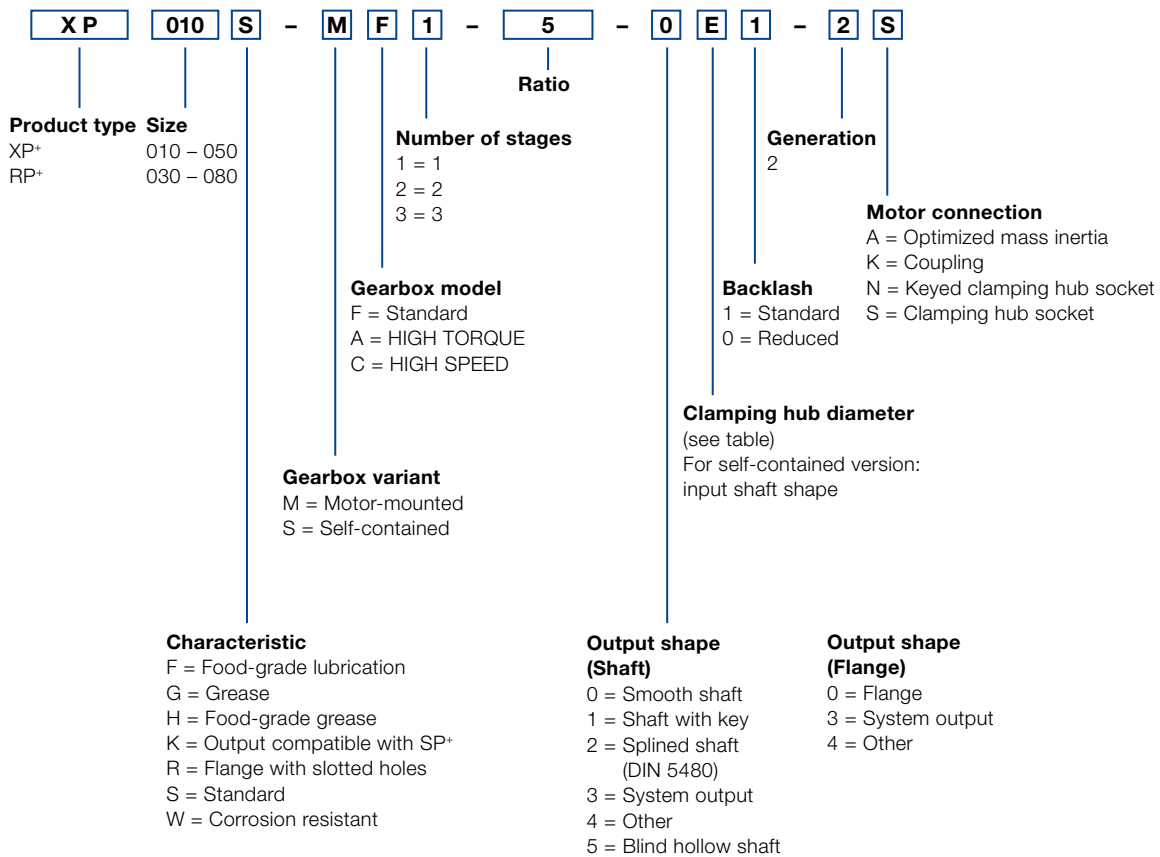 XP 010 S – M F 1 – 5 – 0 E 1 – 2 S
Ratio
Product type Size
XP+ 010 – 050
RP+ 030 – 080
Number of stages
1 = 1
2 = 2
3 = 3
Generation
2
Motor connection
A = Optimized mass inertia
K = Coupling
N = Keyed clamping hub socket
S = Clamping hub socket
Gearbox model
F = Standard
A = HIGH TORQUE
C = HIGH SPEED
Backlash
1 = Standard
0 = Reduced
Clamping hub diameter
(see table)
For self-contained version:
input shaft shape
Gearbox variant
M = Motor-mounted
S = Self-contained
Characteristic
F = Food-grade lubrication
G = Grease
H = Food-grade grease
K = Output compatible with SP+
R = Flange with slotted holes
S = Standard
W = Corrosion resistant
Output shape
(Shaft)
0 = Smooth shaft
1 = Shaft with key
2 = Splined shaft
(DIN 5480)
3 = System output
4 = Other
5 = Blind hollow shaft
Output shape
(Flange)
0 = Flange
3 = System output
4 = Other